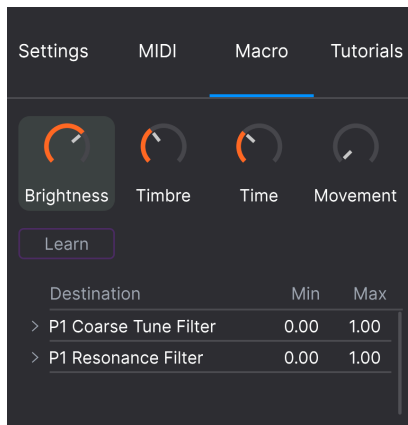 Settings MIDI Macro Tutorials
Brightness Timbre Time Movement
Learn
Destination Min Max
P1 Coarse Tune Filter 0.00 1.00
P1 Resonance Filter 0.00 1.00